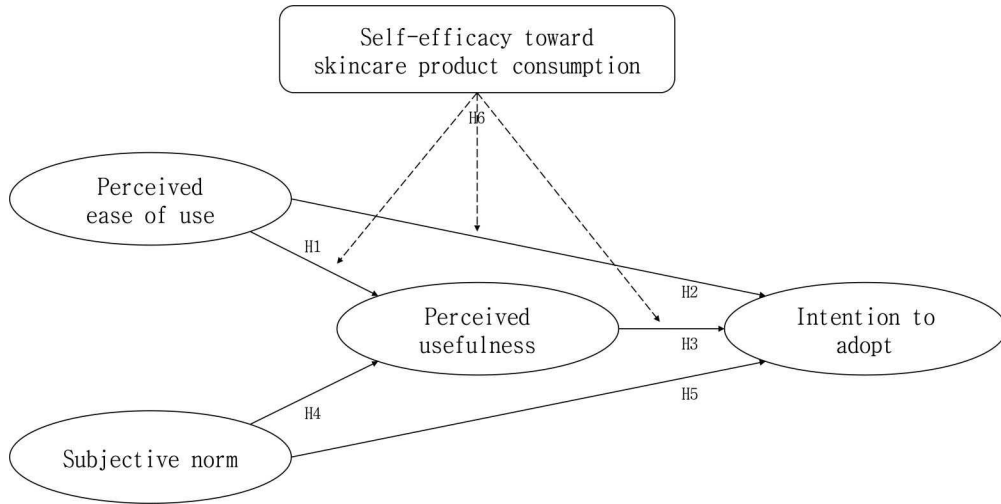 Self-efficacy toward
skincare product consumption
H6
Perceived
ease of use
H1
H2
Perceived
usefulness
H3
Intention to
adopt
H4
H5
Subjective norm